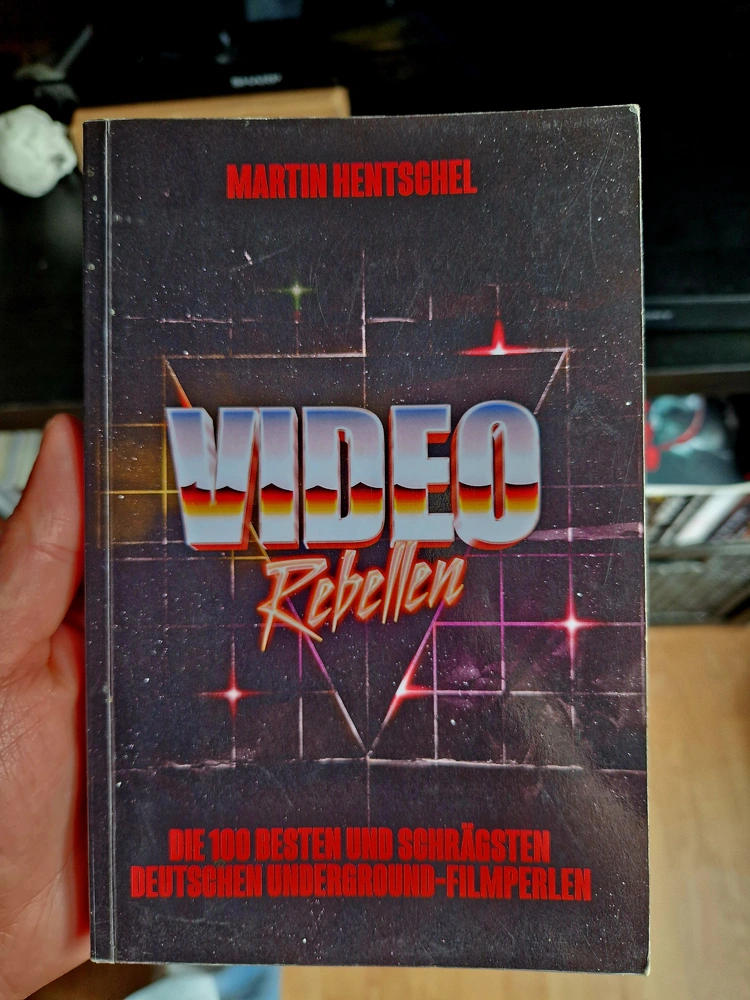 MARTIN HENTSCHEL
VIDEO
Rebellen
DIE 100 BESTEN UND SCHRÄGSTEN
DEUTSCHEN UNDERGROUND-FILMPERLEN